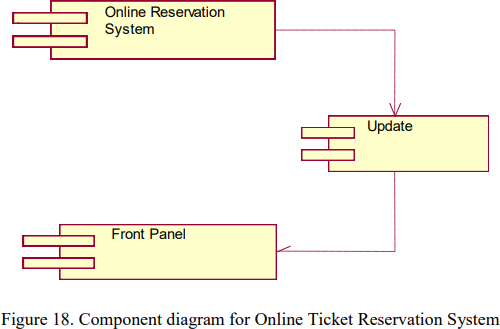 Online Reservation
System
Update
Front Panel
Figure 18. Component diagram for Online Ticket Reservation System